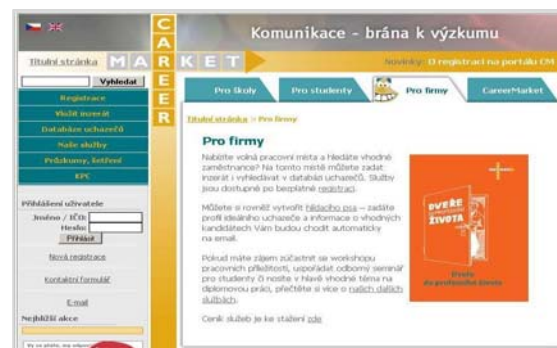 Komunikace - brána k výzkumu
CAREER
MARKET
Titulní stránka
Novinky: O registraci na portálu CM
Vyhledat
Pro školy
Pro studenty
Pro firmy
CareerMarket
Registrace
Vložit inzerát
Databáze uchazečů
Naše služby
Průzkumy, šetření
KPC
Přihlášení uživatele
Jméno / IČO:
Heslo:
Přihlásit
Nová registrace
Kontaktní formulář
E-mail
Nejbližší akce
Titulní stránka > Pro firmy
Pro firmy
Nabízíte volná pracovní místa a hledáte vhodné
zaměstnance? Na tomto místě můžete zadat
inzerát i vyhledávat v databázi uchazečů. Služby
jsou dostupné po bezplatné registraci.
Můžete si rovněž vytvořit hlídacího psa – zadáte
profil ideálního uchazeče a informace o vhodných
kandidátech Vám budou chodit automaticky
na email.
Pokud máte zájem zúčastnit se workshopu
pracovních příležitostí, uspořádat odborný seminář
pro studenty či nosíte v hlavě vhodné téma na
diplomovou práci, přečtěte si více o našich dalších
službách.
Ceník služeb je ke stažení zde
DVEŘE
ŽIVOTA
Dveře
do profesního života